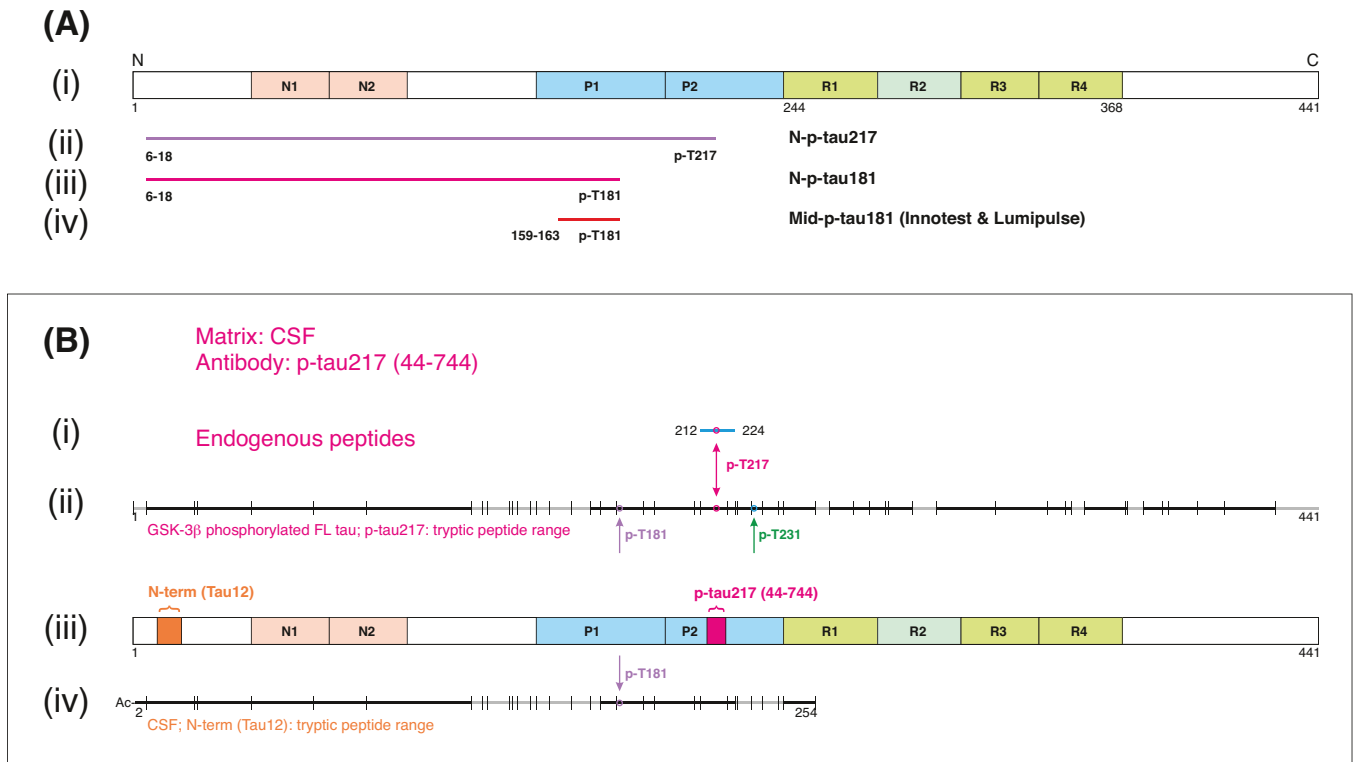 (A)
N C
(i) N1 N2 P1 P2 R1 R2 R3 R4
1 244 368 441
(ii) N-p-tau217
6-18 p-T217
(iii) N-p-tau181
6-18 p-T181
(iv) Mid-p-tau181 (Innotest & Lumipulse)
159-163 p-T181
(B) Matrix: CSF
Antibody: p-tau217 (44-744)
(i) Endogenous peptides 212 224
p-T217
(ii)
1 441
GSK-3β phosphorylated FL tau; p-tau217: tryptic peptide range
p-T181 p-T231
N-term (Tau12) p-tau217 (44-744)
(iii) N1 N2 P1 P2 R1 R2 R3 R4
1 441
p-T181
(iv) Ac-
2 254
CSF; N-term (Tau12): tryptic peptide range